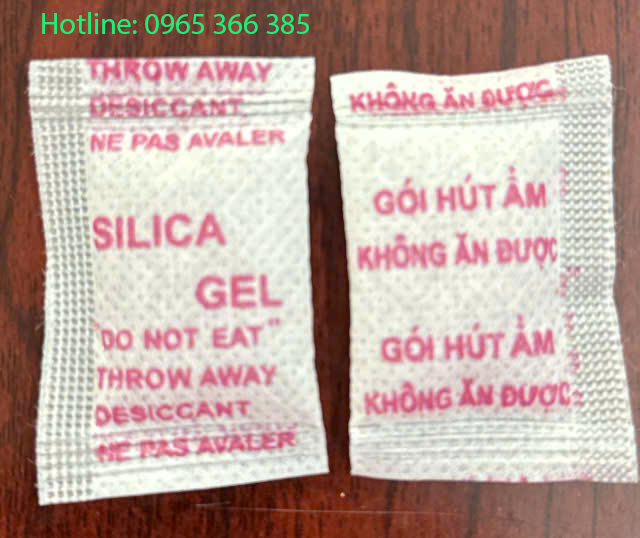 Hotline: 0965 366 385
THROW AWAY
DESICCANT
NE PAS AVALER
SILICA
GEL
"DO NOT EAT"
THROW AWAY
DESICCANT
NE PAS AVALER
KHÔNG ĂN ĐƯỢC
GÓI HÚT ẨM
KHÔNG ĂN ĐƯỢC
GÓI HÚT ẨM
KHÔNG ĂN ĐƯỢC